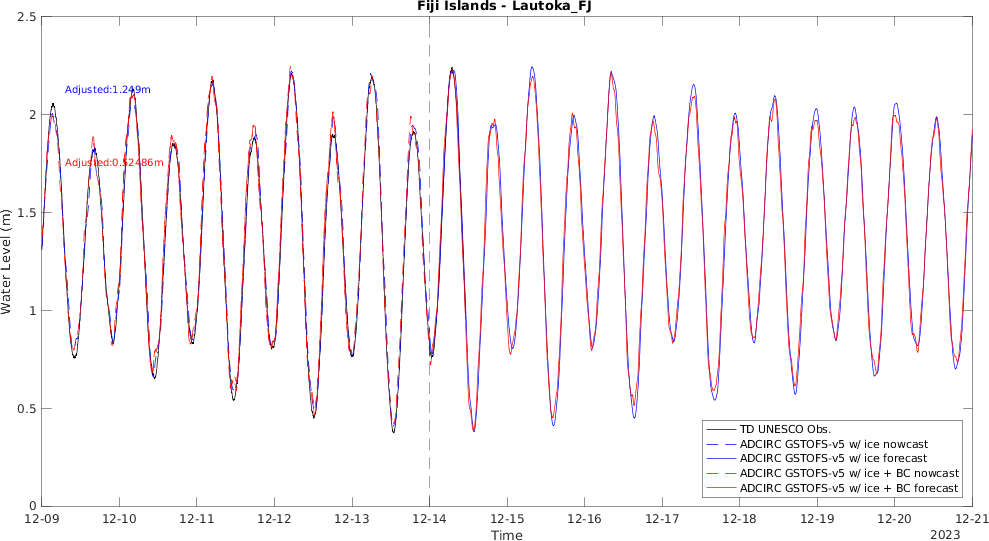 Fiji Islands - Lautoka_FJ
2.5
Adjusted:1.249m
2
Adjusted:0.52486m
1.5
Water Level (m)
1
0.5
TD UNESCO Obs.
ADCIRC GSTOFS-v5 w/ ice nowcast
ADCIRC GSTOFS-v5 w/ ice forecast
ADCIRC GSTOFS-v5 w/ ice + BC nowcast
ADCIRC GSTOFS-v5 w/ ice + BC forecast
0
12-09 12-10 12-11 12-12 12-13 12-14 12-15 12-16 12-17 12-18 12-19 12-20 12-21
Time
2023